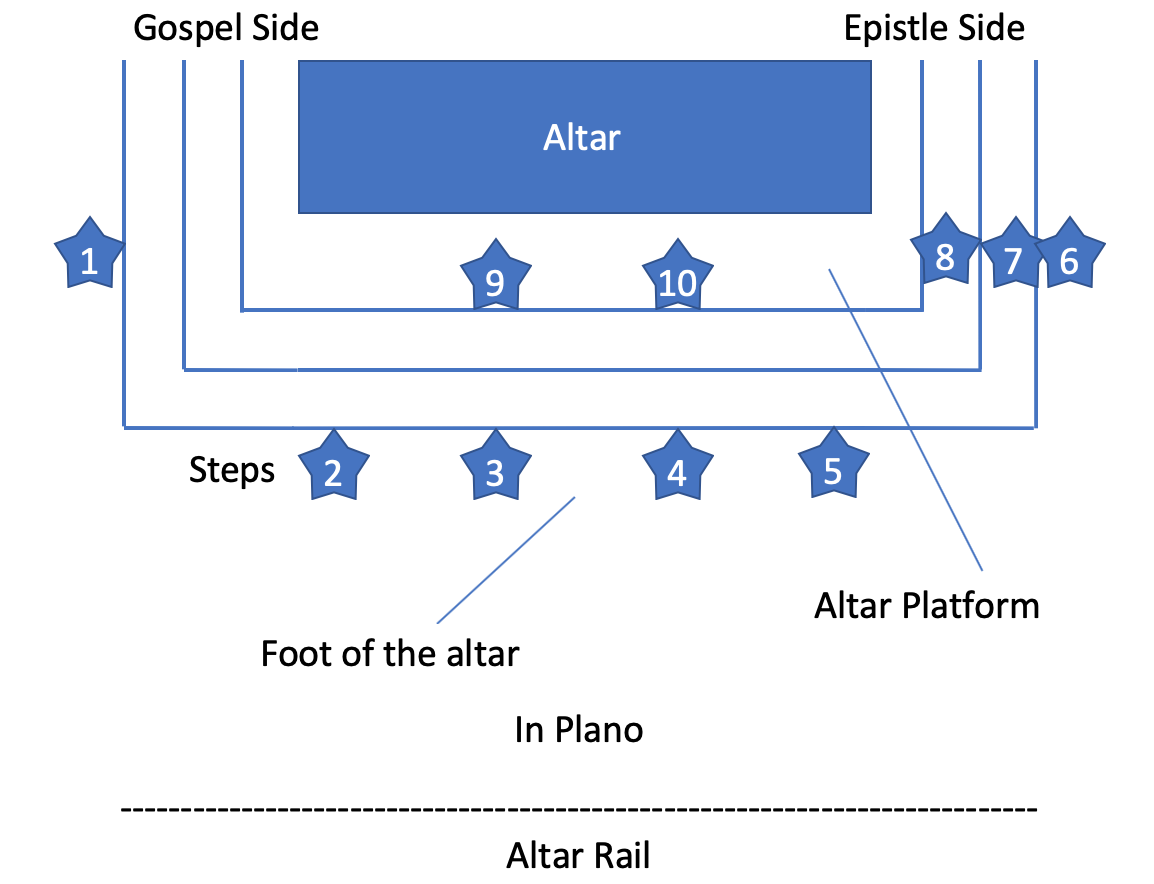 Gospel Side
Epistle Side
Altar
1
9
10
8
7
6
Steps
2
3
4
5
Altar Platform
Foot of the altar
In Plano
Altar Rail